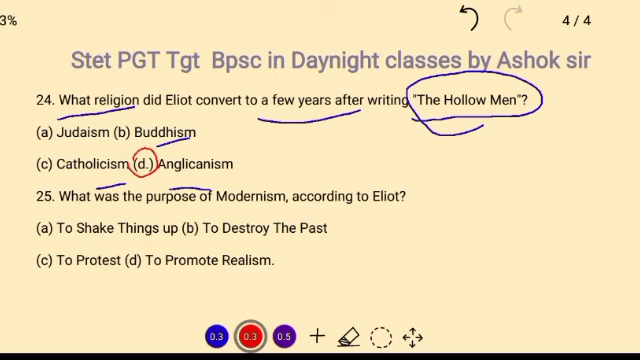 3%
4 / 4
Stet PGT Tgt Bpsc in Daynight classes by Ashok sir
24. What religion did Eliot convert to a few years after writing "The Hollow Men"?
(a) Judaism (b) Buddhism
(c) Catholicism (d.) Anglicanism
25. What was the purpose of Modernism, according to Eliot?
(a) To Shake Things up (b) To Destroy The Past
(c) To Protest (d) To Promote Realism.
0.3 0.3 0.5